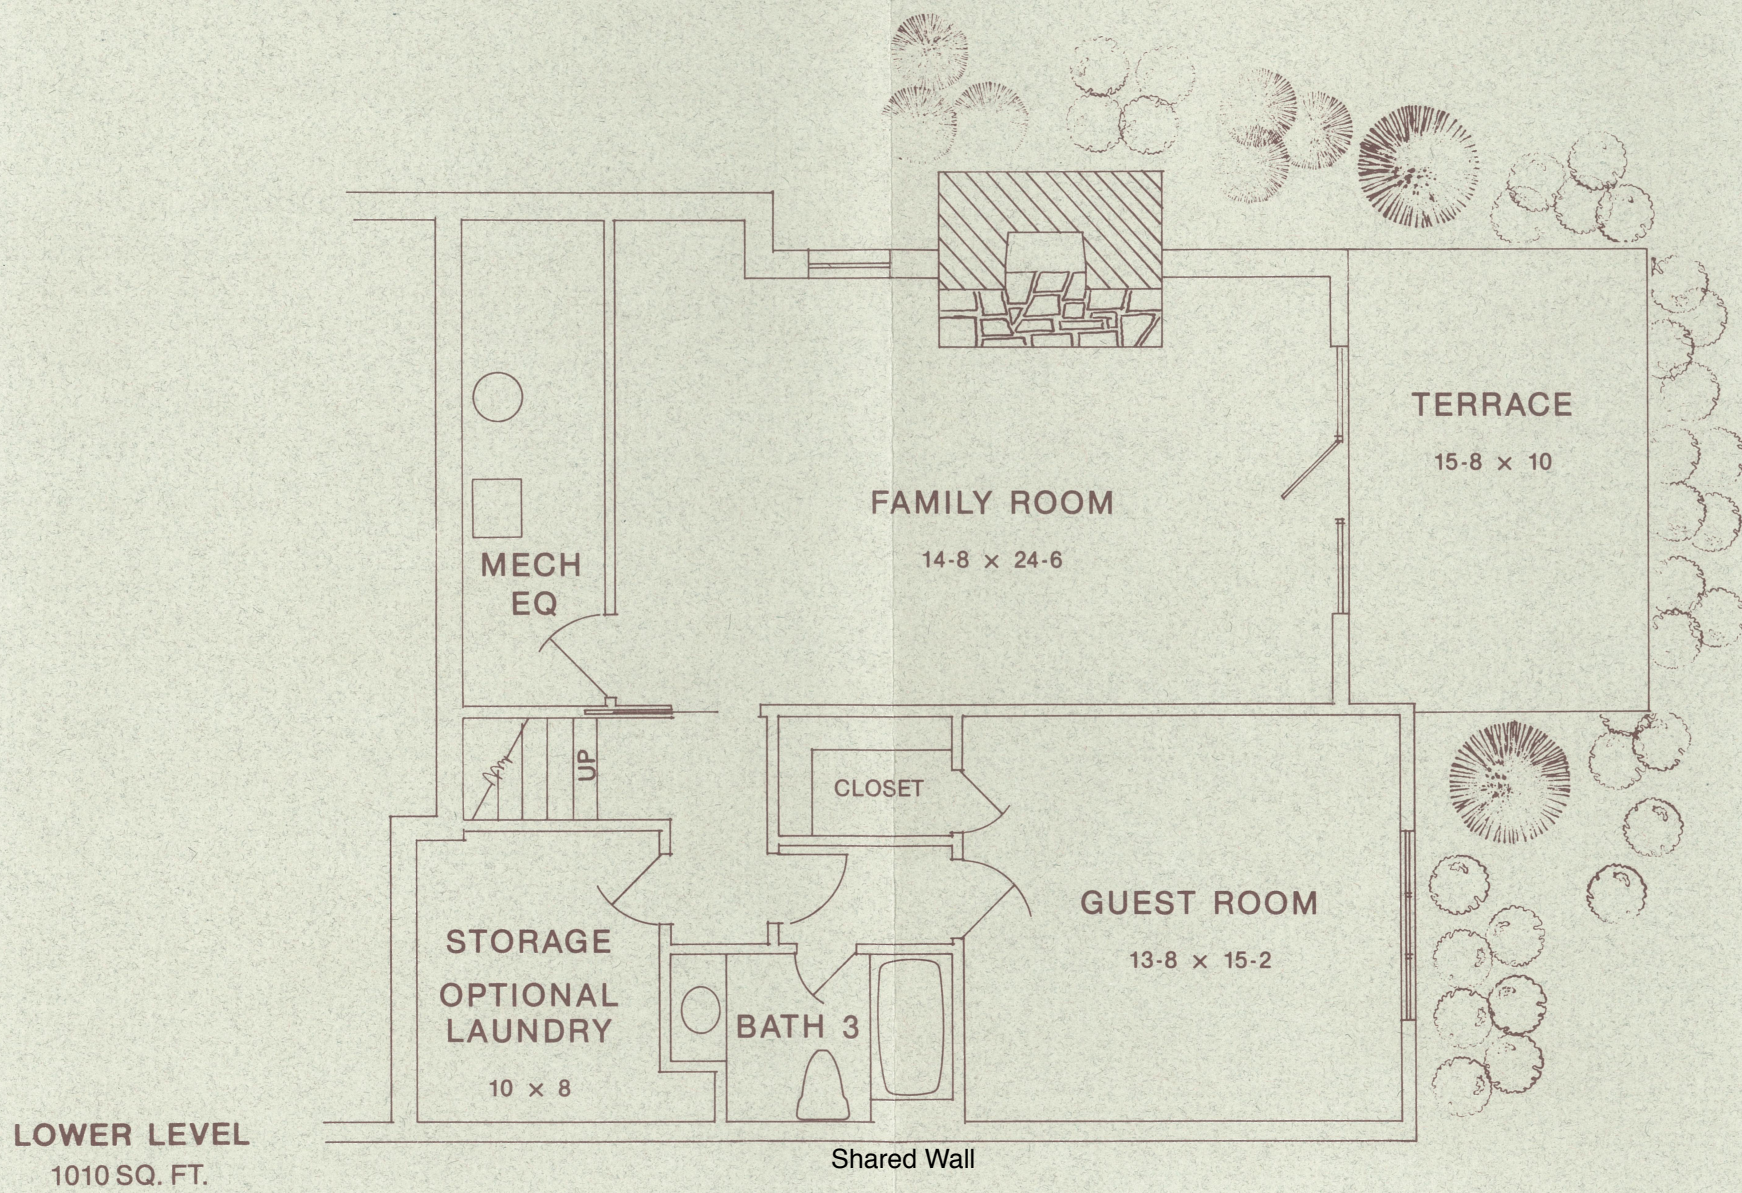 TERRACE
15-8 × 10
FAMILY ROOM
14-8 × 24-6
MECH
EQ
UP
CLOSET
GUEST ROOM
13-8 × 15-2
STORAGE
OPTIONAL
LAUNDRY
10 × 8
BATH 3
LOWER LEVEL
1010 SQ. FT.
Shared Wall